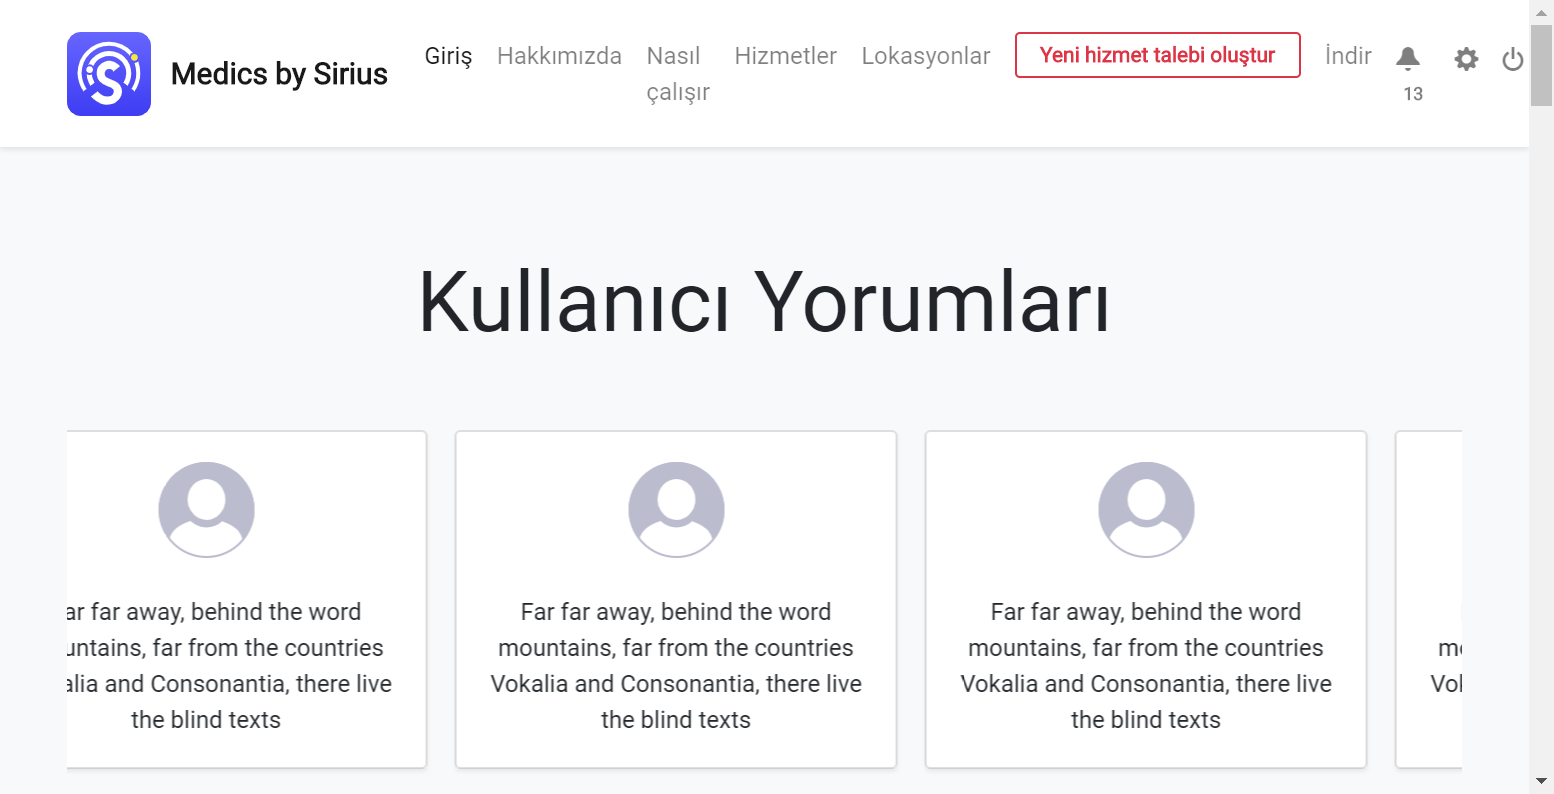 Medics by Sirius
Giriş
Hakkımızda
Nasıl
çalışır
Hizmetler
Lokasyonlar
Yeni hizmet talebi oluştur
İndir
13
Kullanıcı Yorumları
ar far away, behind the word
untains, far from the countries
alia and Consonantia, there live
the blind texts
Far far away, behind the word
mountains, far from the countries
Vokalia and Consonantia, there live
the blind texts
Far far away, behind the word
mountains, far from the countries
Vokalia and Consonantia, there live
the blind texts